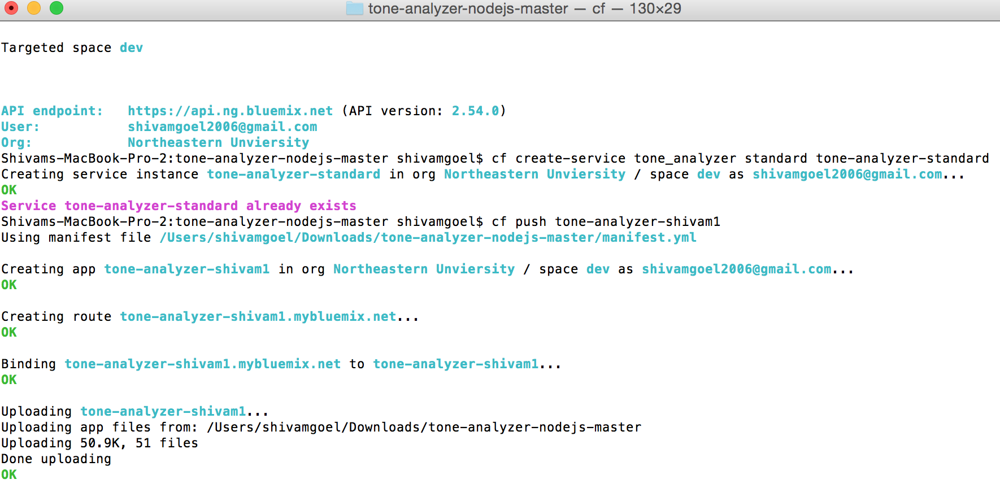 tone-analyzer-nodejs-master — cf — 130×29
Targeted space dev
API endpoint:   https://api.ng.bluemix.net (API version: 2.54.0)
User:           shivamgoel2006@gmail.com
Org:            Northeastern Unviersity
Shivams-MacBook-Pro-2:tone-analyzer-nodejs-master shivamgoel$ cf create-service tone_analyzer standard tone-analyzer-standard
Creating service instance tone-analyzer-standard in org Northeastern Unviersity / space dev as shivamgoel2006@gmail.com...
OK
Service tone-analyzer-standard already exists
Shivams-MacBook-Pro-2:tone-analyzer-nodejs-master shivamgoel$ cf push tone-analyzer-shivam1
Using manifest file /Users/shivamgoel/Downloads/tone-analyzer-nodejs-master/manifest.yml
Creating app tone-analyzer-shivam1 in org Northeastern Unviersity / space dev as shivamgoel2006@gmail.com...
OK
Creating route tone-analyzer-shivam1.mybluemix.net...
OK
Binding tone-analyzer-shivam1.mybluemix.net to tone-analyzer-shivam1...
OK
Uploading tone-analyzer-shivam1...
Uploading app files from: /Users/shivamgoel/Downloads/tone-analyzer-nodejs-master
Uploading 50.9K, 51 files
Done uploading
OK